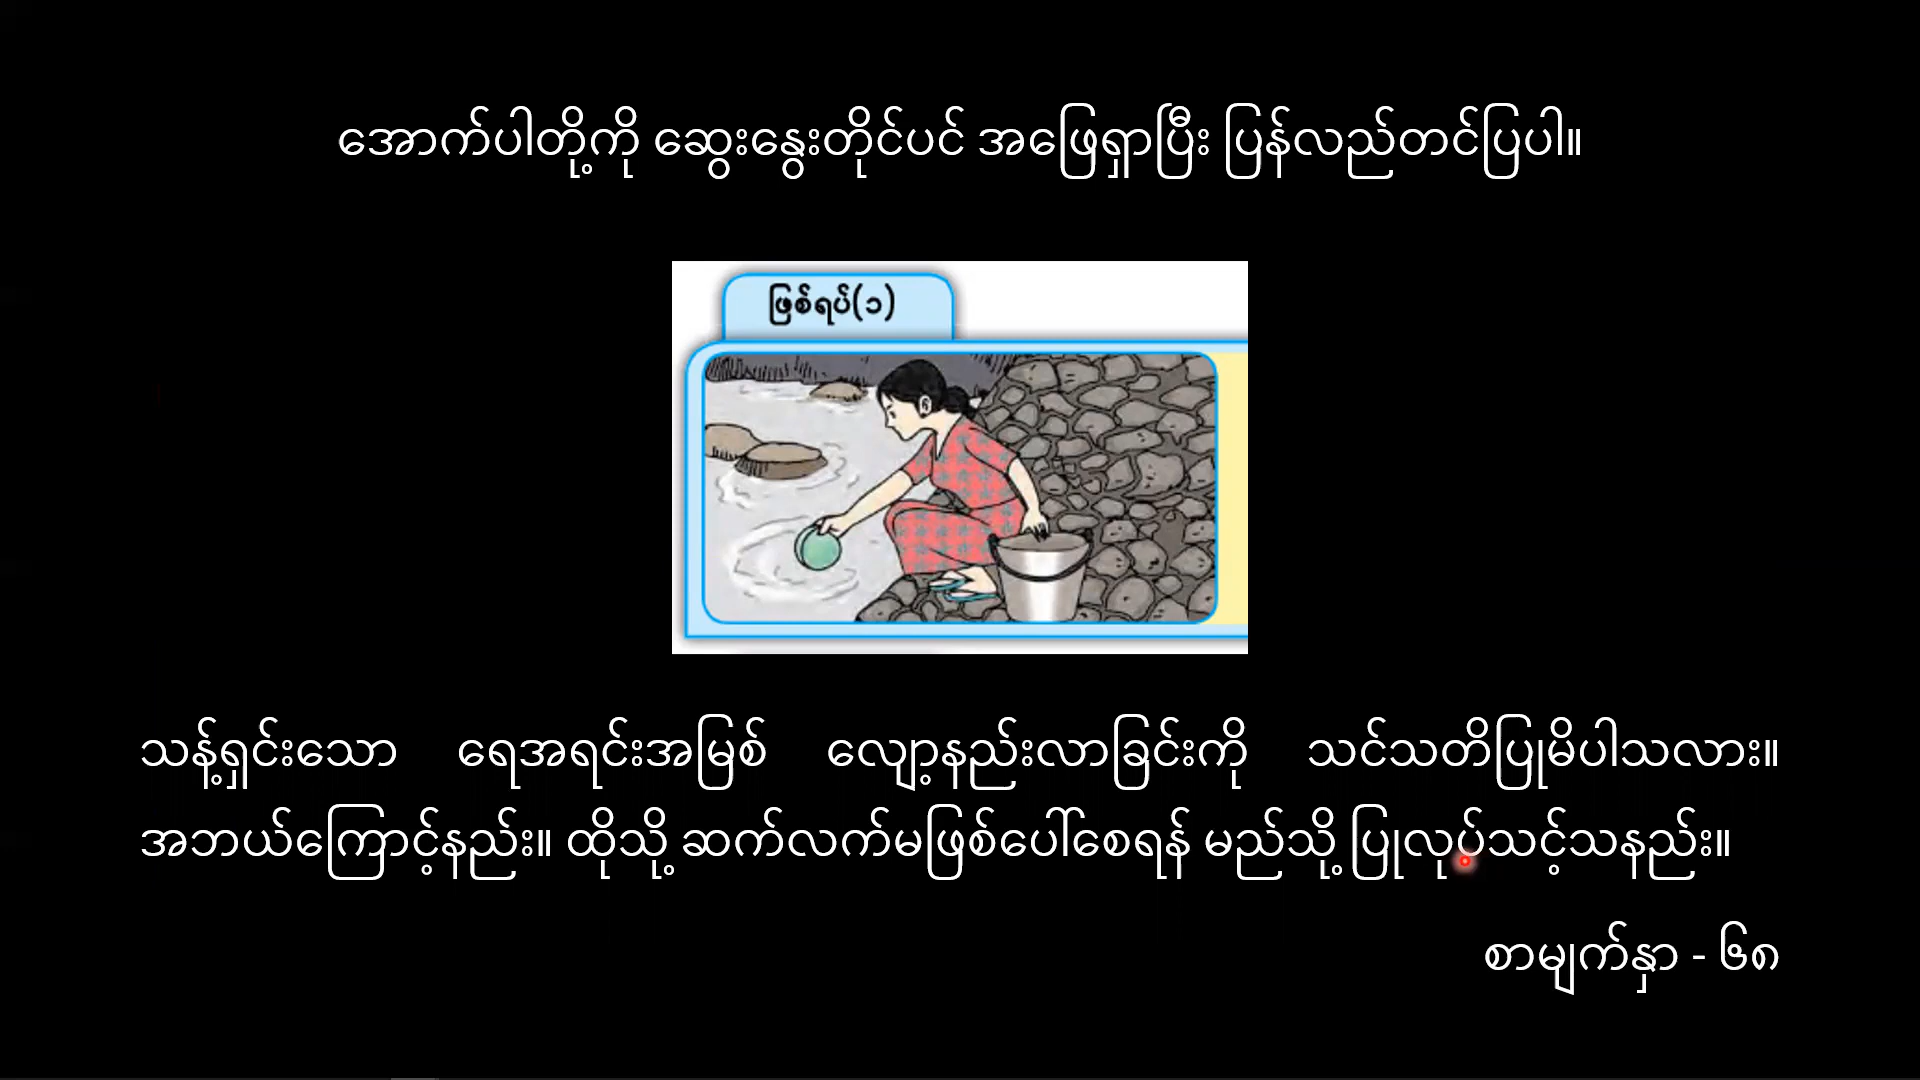 အောက်ပါတို့ကို ဆွေးနွေးတိုင်ပင် အဖြေရှာပြီး ပြန်လည်တင်ပြပါ။
ဖြစ်ရပ်(၁)
သန့်ရှင်းသော ရေအရင်းအမြစ် လျော့နည်းလာခြင်းကို သင်သတိပြုမိပါသလား။
အဘယ်ကြောင့်နည်း။ ထိုသို့ ဆက်လက်မဖြစ်ပေါ်စေရန် မည်သို့ ပြုလုပ်သင့်သနည်း။
စာမျက်နှာ - ၆၈